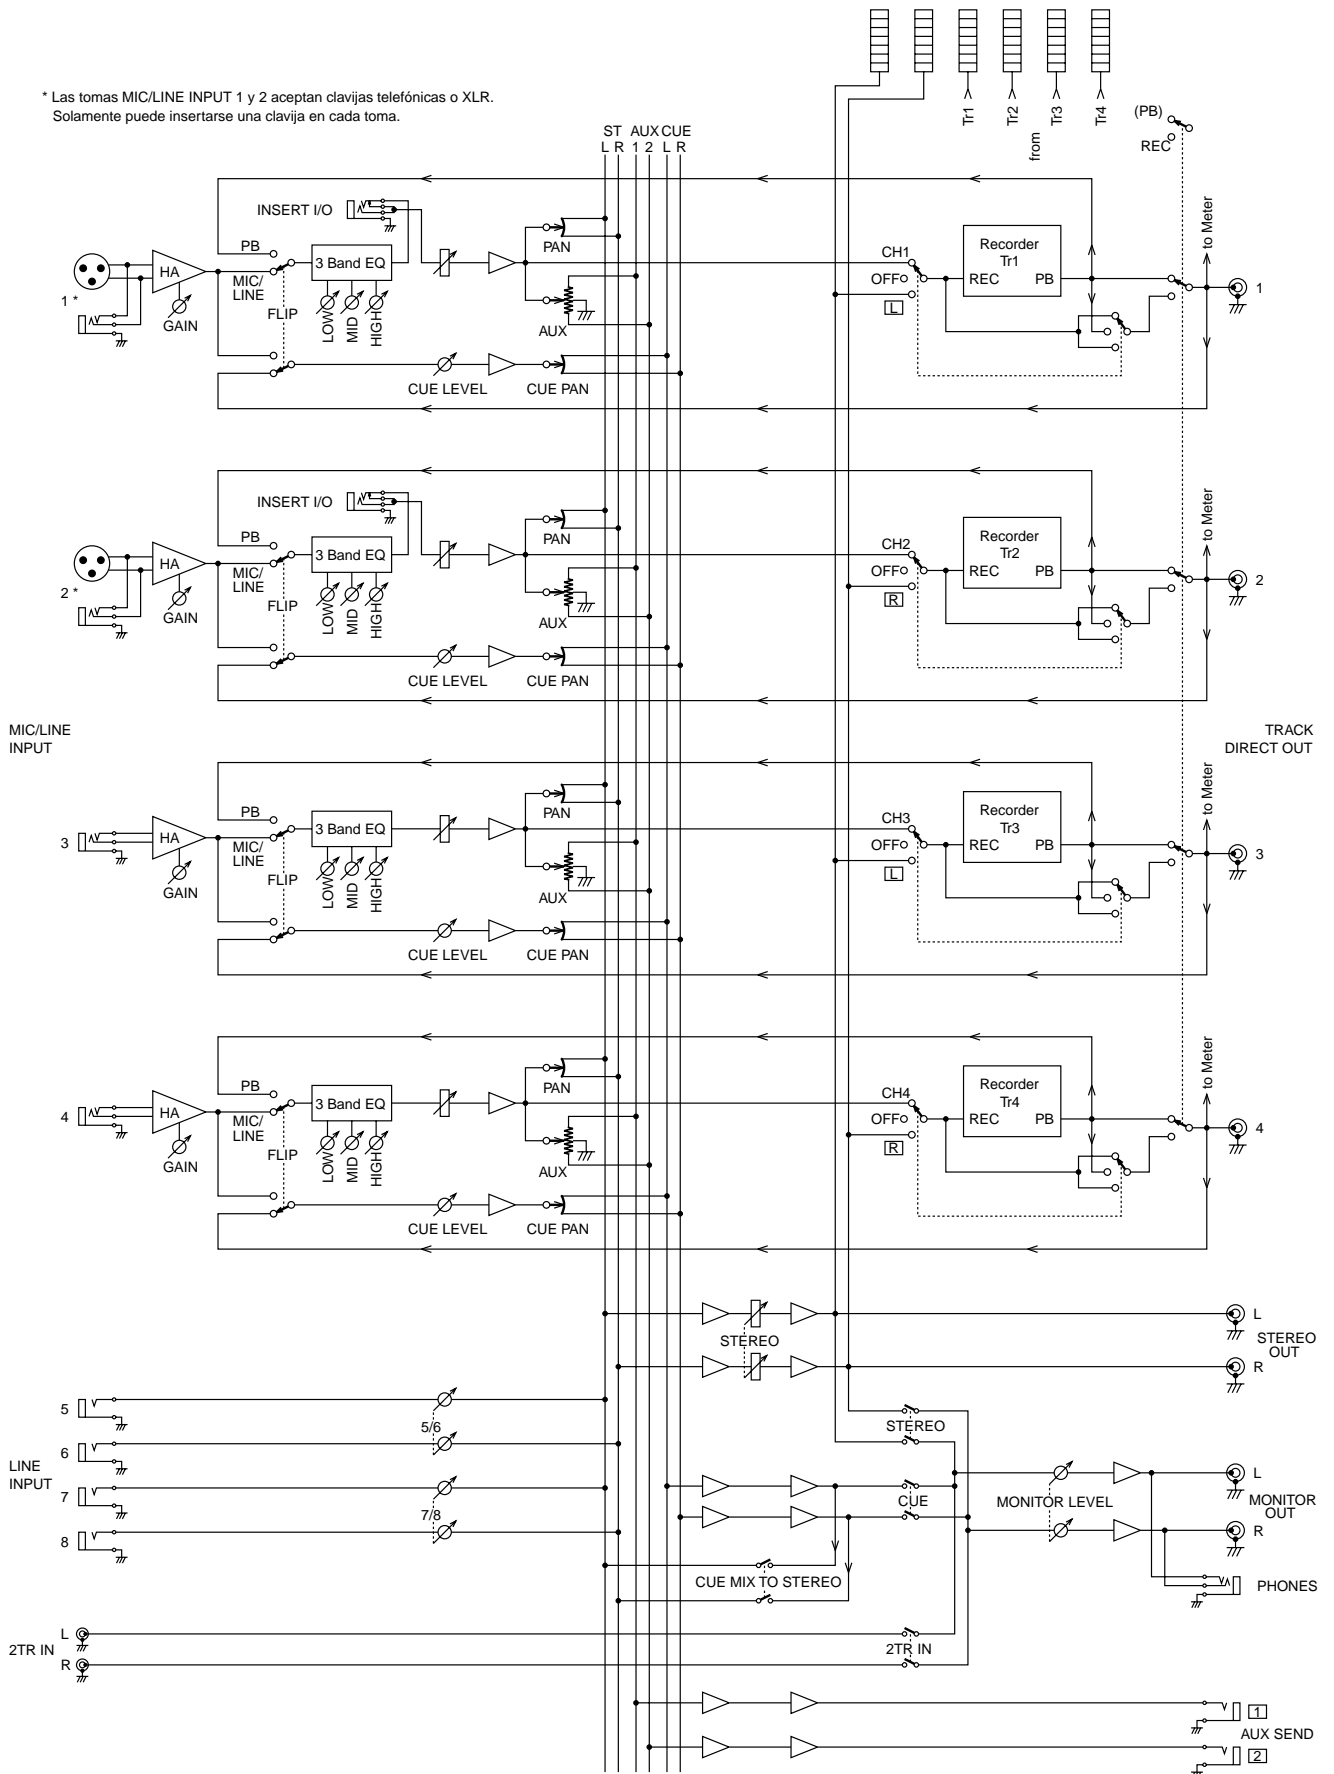 * Las tomas MIC/LINE INPUT 1 y 2 aceptan clavijas telefónicas o XLR.
Solamente puede insertarse una clavija en cada toma.
ST AUX CUE
L R 1 2 L R
Tr1
Tr2
from
Tr3
Tr4
(PB)
REC
INSERT I/O
PB
HA
MIC/
LINE
FLIP
GAIN
1 *
3 Band EQ
LOW
MID
HIGH
PAN
AUX
CUE LEVEL
CUE PAN
CH1
OFF
L
Recorder
Tr1
REC PB
to Meter
1
INSERT I/O
PB
HA
MIC/
LINE
FLIP
GAIN
2 *
3 Band EQ
LOW
MID
HIGH
PAN
AUX
CUE LEVEL
CUE PAN
CH2
OFF
R
Recorder
Tr2
REC PB
to Meter
2
MIC/LINE
INPUT
TRACK
DIRECT OUT
3
PB
HA
MIC/
LINE
FLIP
GAIN
3 Band EQ
LOW
MID
HIGH
PAN
AUX
CUE LEVEL
CUE PAN
CH3
OFF
L
Recorder
Tr3
REC PB
to Meter
3
4
PB
HA
MIC/
LINE
FLIP
GAIN
3 Band EQ
LOW
MID
HIGH
PAN
AUX
CUE LEVEL
CUE PAN
CH4
OFF
R
Recorder
Tr4
REC PB
to Meter
4
STEREO
L
STEREO
OUT
R
5
5/6
6
LINE
INPUT
7
7/8
8
STEREO
CUE
MONITOR LEVEL
L
MONITOR
OUT
R
CUE MIX TO STEREO
PHONES
L
2TR IN
R
2TR IN
1
AUX SEND
2